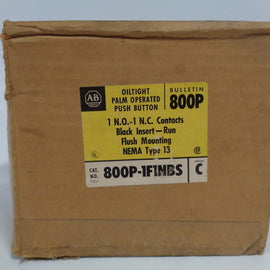 AB
OILTIGHT
PALM OPERATED
PUSH BUTTON
BULLETIN
800P
1 N.O.-1 N.C. Contacts
Black Insert—Run
Flush Mounting
NEMA Type 13
CAT.
NO.
800P-1F1NBS
C